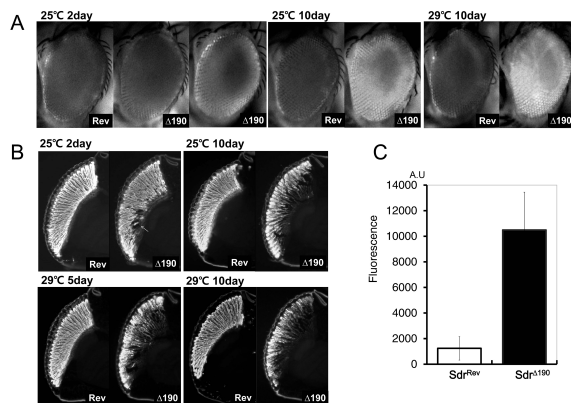 A
25℃ 2day
25℃ 10day
29℃ 10day
Rev
Δ190
Δ190
Rev
Δ190
Rev
Δ190
B
25℃ 2day
25℃ 10day
Rev
Δ190
Rev
Δ190
29℃ 5day
29℃ 10day
Rev
Δ190
Rev
Δ190
C
A.U
14000
12000
10000
8000
6000
4000
2000
0
Fluorescence
SdrRev
SdrΔ190